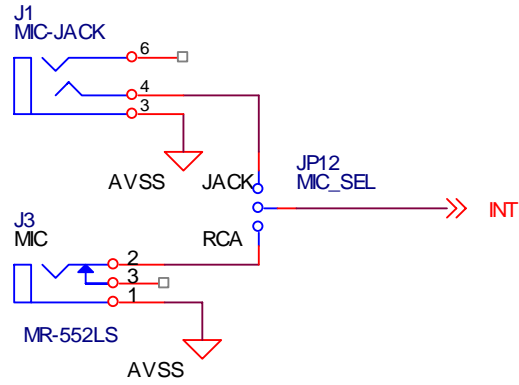 J1
MIC-JACK
6
4
3
AVSS
JACK
JP12
MIC_SEL
INT
RCA
J3
MIC
2
3
1
MR-552LS
AVSS